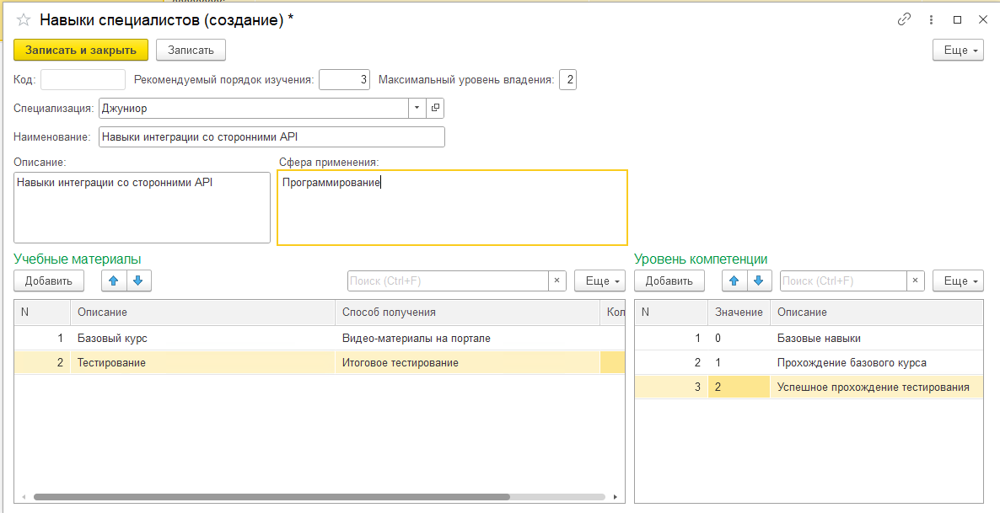 Навыки специалистов (создание) *
Записать и закрыть Записать Еще
Код: Рекомендуемый порядок изучения: 3 Максимальный уровень владения: 2
Специализация: Джуниор
Наименование: Навыки интеграции со сторонними API
Описание: Сфера применения:
Навыки интеграции со сторонними API Программирование
Учебные материалы Уровень компетенции
Добавить Поиск (Ctrl+F) × Еще Добавить Поиск (Ctrl+F) × Еще
N Описание Способ получения Кол N Значение Описание
1 Базовый курс Видео-материалы на портале 1 0 Базовые навыки
2 Тестирование Итоговое тестирование 2 1 Прохождение базового курса
3 2 Успешное прохождение тестирования